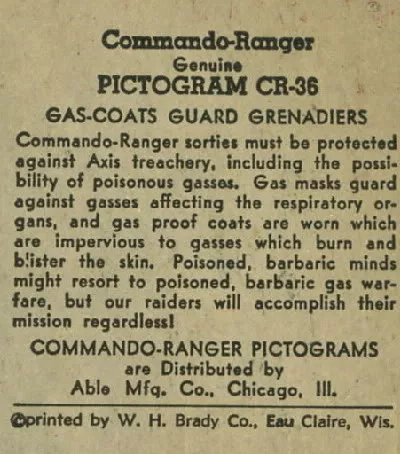 Commando-Ranger
Genuine
PICTOGRAM CR-36
GAS-COATS GUARD GRENADIERS
Commando-Ranger sorties must be protected
against Axis treachery, including the possi-
bility of poisonous gasses. Gas masks guard
against gasses affecting the respiratory or-
gans, and gas proof coats are worn which
are impervious to gasses which burn and
blister the skin. Poisoned, barbaric minds
might resort to poisoned, barbaric gas war-
fare, but our raiders will accomplish their
mission regardless!
COMMANDO-RANGER PICTOGRAMS
are Distributed by
Able Mfg. Co., Chicago, Ill.
©printed by W. H. Brady Co., Eau Claire, Wis.